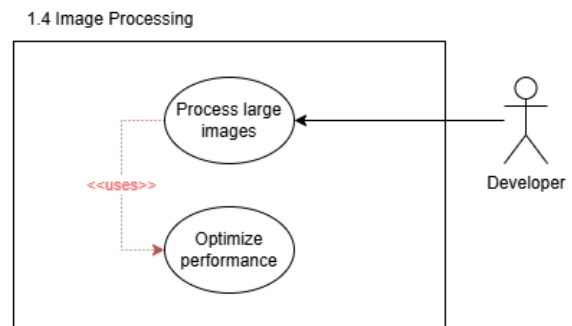 1.4 Image Processing
Process large
images
Developer
<<uses>>
Optimize
performance